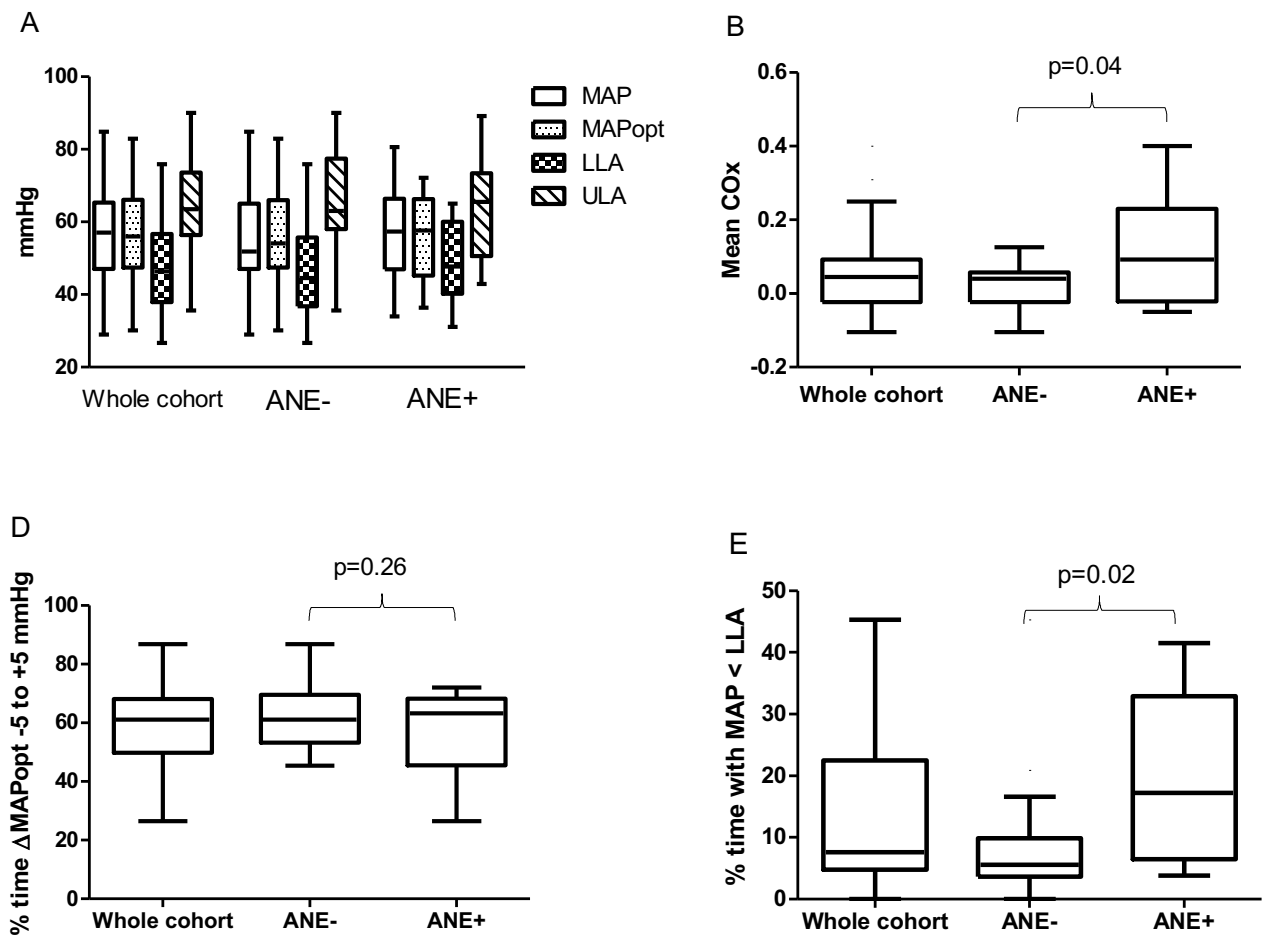 A
mmHg
100
80
60
40
20
Whole cohort
ANE-
ANE+
MAP
MAPopt
LLA
ULA
B
p=0.04
Mean COx
0.6
0.4
0.2
0.0
-0.2
Whole cohort
ANE-
ANE+
D
p=0.26
% time ΔMAPopt -5 to +5 mmHg
100
80
60
40
20
0
Whole cohort
ANE-
ANE+
E
p=0.02
% time with MAP < LLA
50
40
30
20
10
0
Whole cohort
ANE-
ANE+